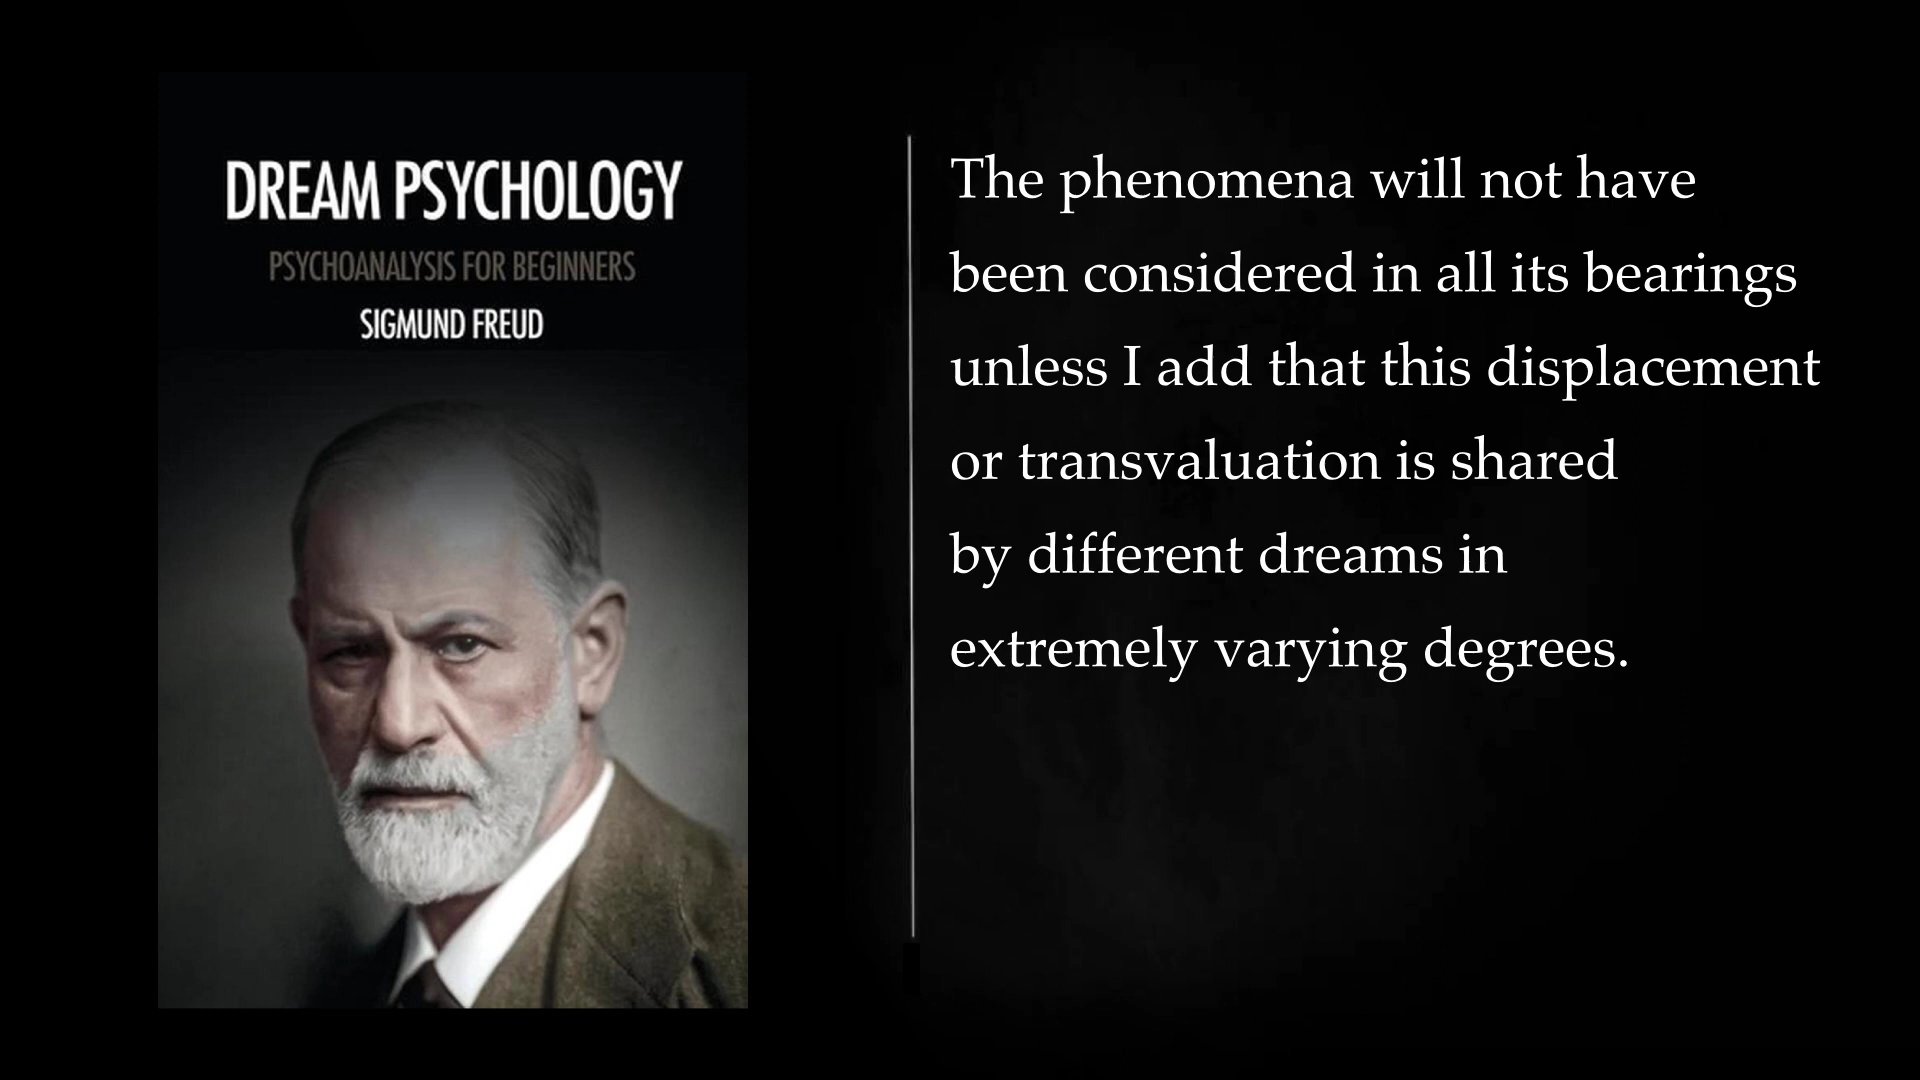 DREAM PSYCHOLOGY
PSYCHOANALYSIS FOR BEGINNERS
SIGMUND FREUD
The phenomena will not have
been considered in all its bearings
unless I add that this displacement
or transvaluation is shared
by different dreams in
extremely varying degrees.